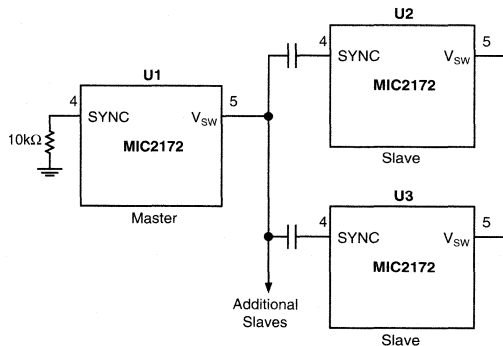 U1
4
SYNC
V_SW
5
MIC2172
10kΩ
Master
U2
4
SYNC
V_SW
5
MIC2172
Slave
U3
4
SYNC
V_SW
5
MIC2172
Slave
Additional
Slaves